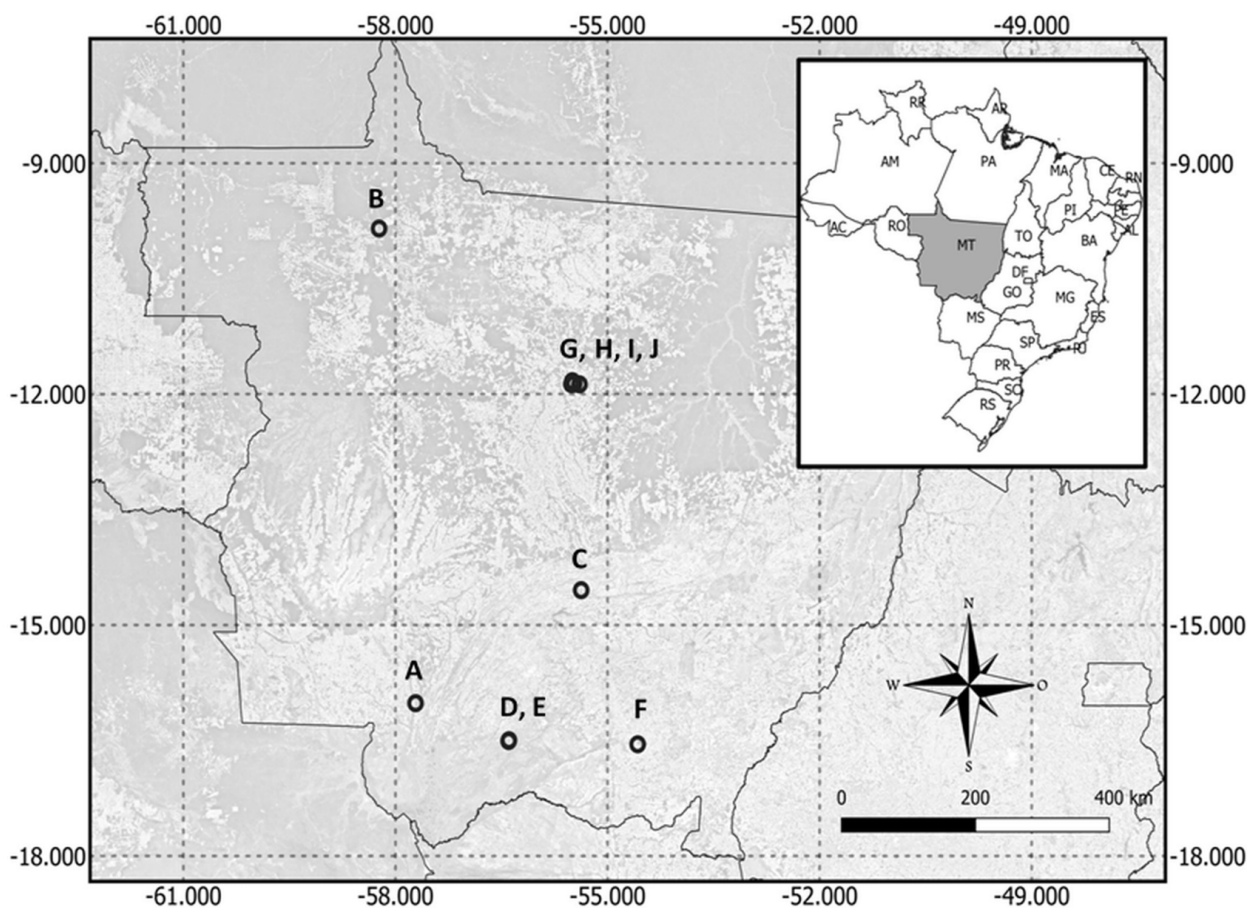 -61.000 -58.000 -55.000 -52.000 -49.000
RR
AR
-9.000
AM
PA
MA
CE
RN
-9.000
B
PI
PE
AC
RO
AL
MT
TO
BA
DF
GO
MG
MS
ES
G, H, I, J
SP
RJ
PR
SC
-12.000
RS
-12.000
C
N
-15.000
-15.000
A
W
O
D, E
F
S
0 200 400 km
-18.000
-18.000
-61.000 -58.000 -55.000 -52.000 -49.000